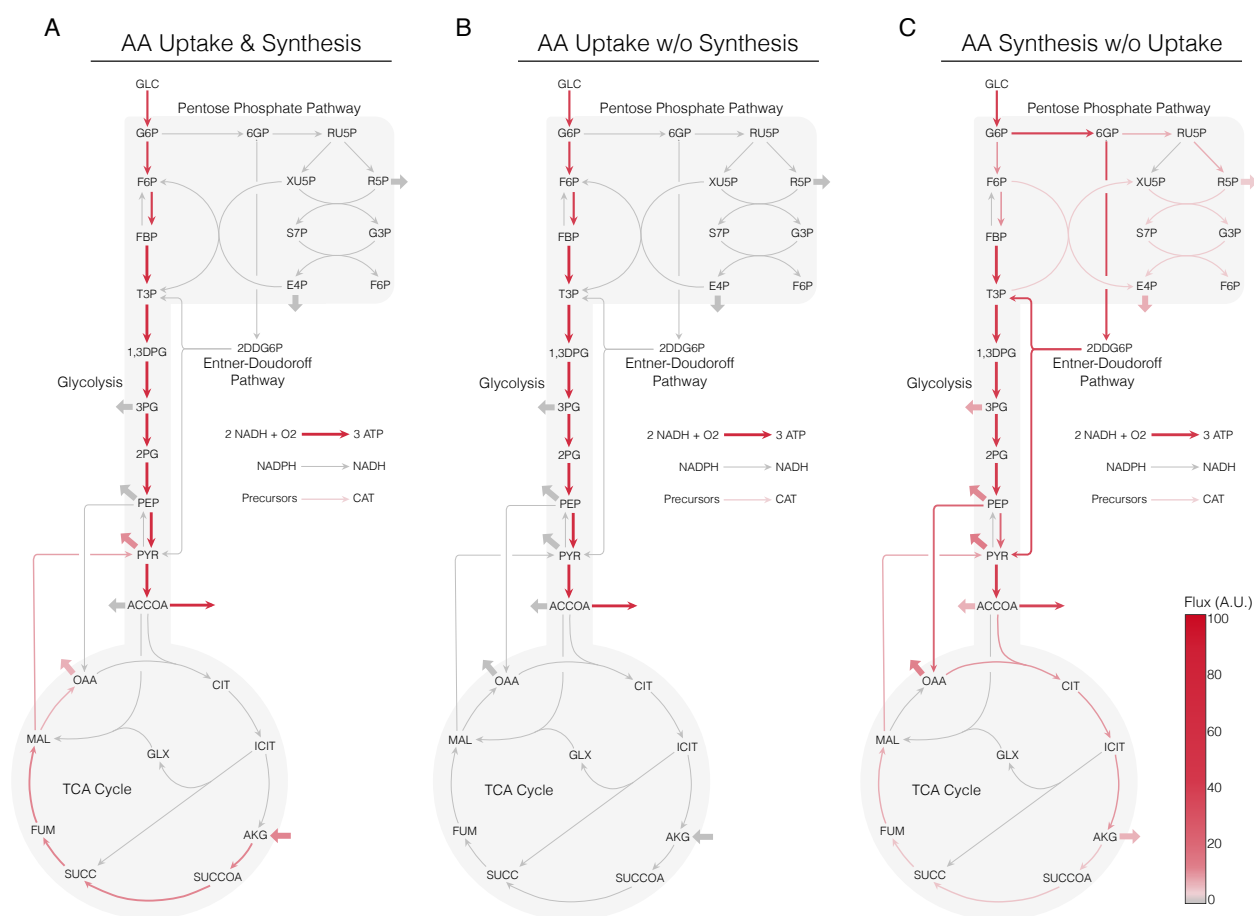 A
AA Uptake & Synthesis
GLC
Pentose Phosphate Pathway
G6P
6GP
RU5P
F6P
XU5P
R5P
FBP
S7P
G3P
T3P
E4P
F6P
1,3DPG
2DDG6P
Entner-Doudoroff
Pathway
Glycolysis
3PG
2 NADH + O2
3 ATP
2PG
NADPH
NADH
PEP
Precursors
CAT
PYR
ACCOA
OAA
CIT
MAL
GLX
ICIT
TCA Cycle
FUM
AKG
SUCC
SUCCOA
B
AA Uptake w/o Synthesis
GLC
Pentose Phosphate Pathway
G6P
6GP
RU5P
F6P
XU5P
R5P
FBP
S7P
G3P
T3P
E4P
F6P
1,3DPG
2DDG6P
Entner-Doudoroff
Pathway
Glycolysis
3PG
2 NADH + O2
3 ATP
2PG
NADPH
NADH
PEP
Precursors
CAT
PYR
ACCOA
OAA
CIT
MAL
GLX
ICIT
TCA Cycle
FUM
AKG
SUCC
SUCCOA
C
AA Synthesis w/o Uptake
GLC
Pentose Phosphate Pathway
G6P
6GP
RU5P
F6P
XU5P
R5P
FBP
S7P
G3P
T3P
E4P
F6P
1,3DPG
2DDG6P
Entner-Doudoroff
Pathway
Glycolysis
3PG
2 NADH + O2
3 ATP
2PG
NADPH
NADH
PEP
Precursors
CAT
PYR
ACCOA
OAA
CIT
MAL
GLX
ICIT
TCA Cycle
FUM
AKG
SUCC
SUCCOA
Flux (A.U.)
100
80
60
40
20
0